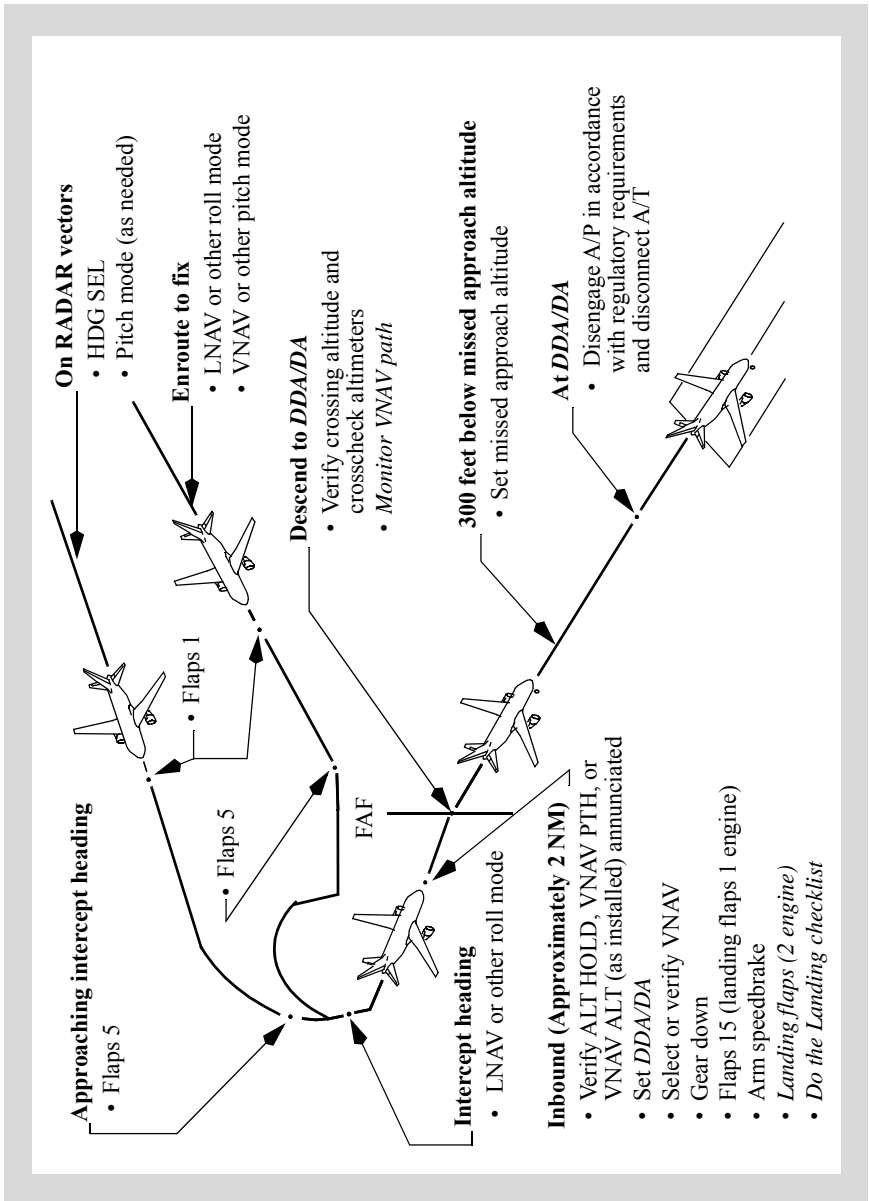 On RADAR vectors
• HDG SEL
• Pitch mode (as needed)
Enroute to fix
• LNAV or other roll mode
• VNAV or other pitch mode
Approaching intercept heading
• Flaps 5
• Flaps 1
• Flaps 5
FAF
Descend to DDA/DA
• Verify crossing altitude and
crosscheck altimeters
• Monitor VNAV path
Intercept heading
• LNAV or other roll mode
300 feet below missed approach altitude
• Set missed approach altitude
Inbound (Approximately 2 NM)
• Verify ALT HOLD, VNAV PTH, or
VNAV ALT (as installed) annunciated
• Set DDA/DA
• Select or verify VNAV
• Gear down
• Flaps 15 (landing flaps 1 engine)
• Arm speedbrake
• Landing flaps (2 engine)
• Do the Landing checklist
At DDA/DA
• Disengage A/P in accordance
with regulatory requirements
and disconnect A/T